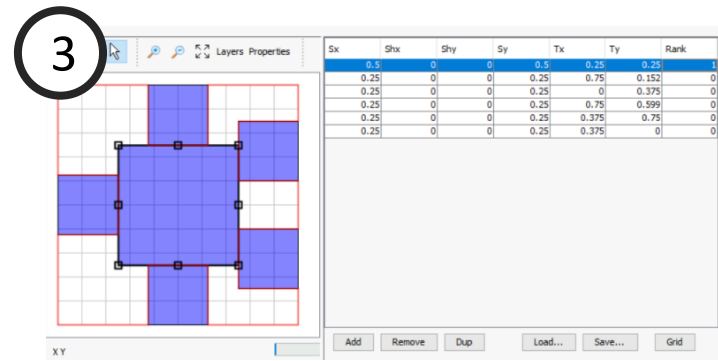 3
Layers Properties
Sx Shx Shy Sy Tx Ty Rank
0.5 0 0 0.5 0.25 0.25 1
0.25 0 0 0.25 0.75 0.152 0
0.25 0 0 0.25 0 0.375 0
0.25 0 0 0.25 0.75 0.599 0
0.25 0 0 0.25 0.375 0.75 0
0.25 0 0 0.25 0.375 0 0
Add Remove Dup Load... Save... Grid
X Y